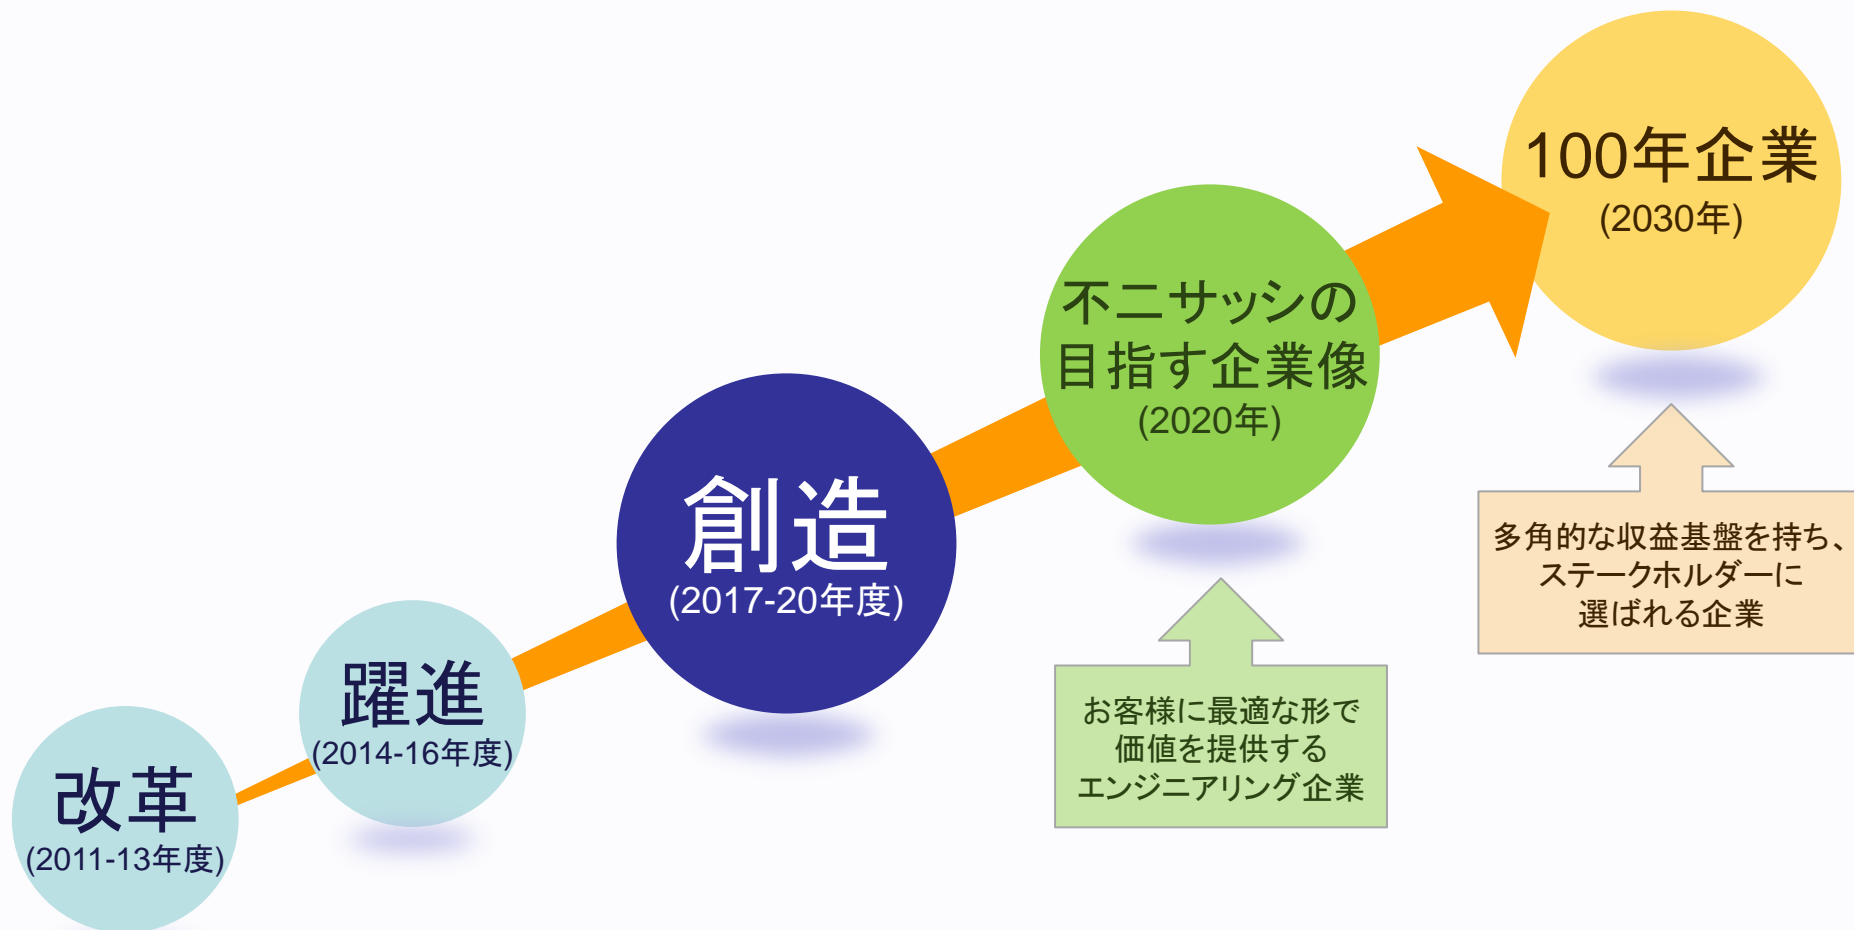 改革
(2011-13年度)
躍進
(2014-16年度)
創造
(2017-20年度)
不二サッシの
目指す企業像
(2020年)
お客様に最適な形で
価値を提供する
エンジニアリング企業
100年企業
(2030年)
多角的な収益基盤を持ち、
ステークホルダーに
選ばれる企業